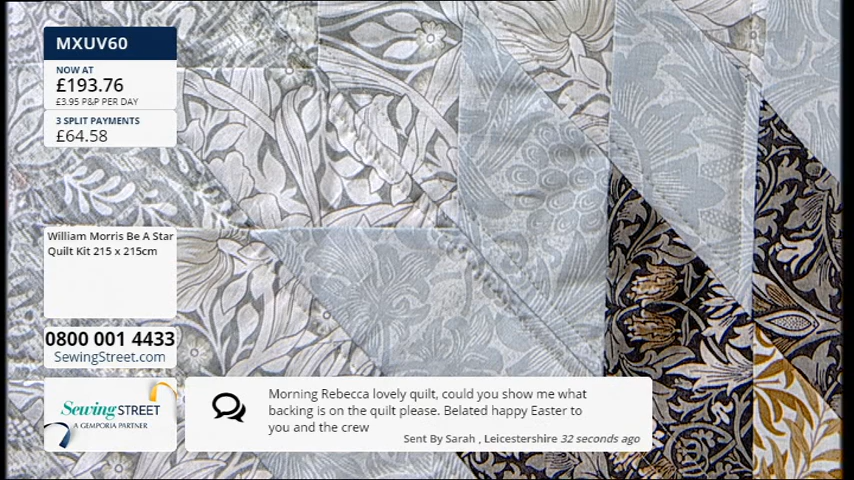 MXUV60
NOW AT
£193.76
£3.95 P&P PER DAY
3 SPLIT PAYMENTS
£64.58
William Morris Be A Star
Quilt Kit 215 x 215cm
0800 001 4433
SewingStreet.com
Sewing STREET
A GEMPORIA PARTNER
Morning Rebecca lovely quilt, could you show me what
backing is on the quilt please. Belated happy Easter to
you and the crew
Sent By Sarah , Leicestershire 32 seconds ago